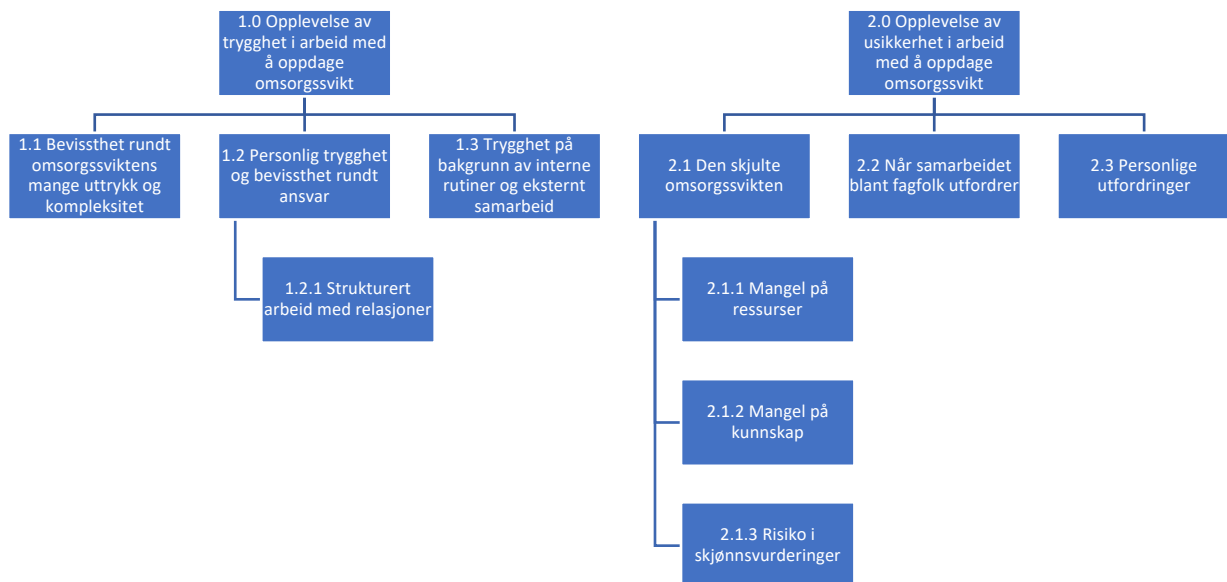 1.0 Opplevelse av
trygghet i arbeid med
å oppdage
omsorgssvikt
2.0 Opplevelse av
usikkerhet i arbeid
med å oppdage
omsorgssvikt
1.1 Bevissthet rundt
omsorgssviktens
mange uttrykk og
kompleksitet
1.2 Personlig trygghet
og bevissthet rundt
ansvar
1.3 Trygghet på
bakgrunn av interne
rutiner og eksternt
samarbeid
2.1 Den skjulte
omsorgssvikten
2.2 Når samarbeidet
blant fagfolk utfordrer
2.3 Personlige
utfordringer
1.2.1 Strukturert
arbeid med relasjoner
2.1.1 Mangel på
ressurser
2.1.2 Mangel på
kunnskap
2.1.3 Risiko i
skjønnsvurderinger